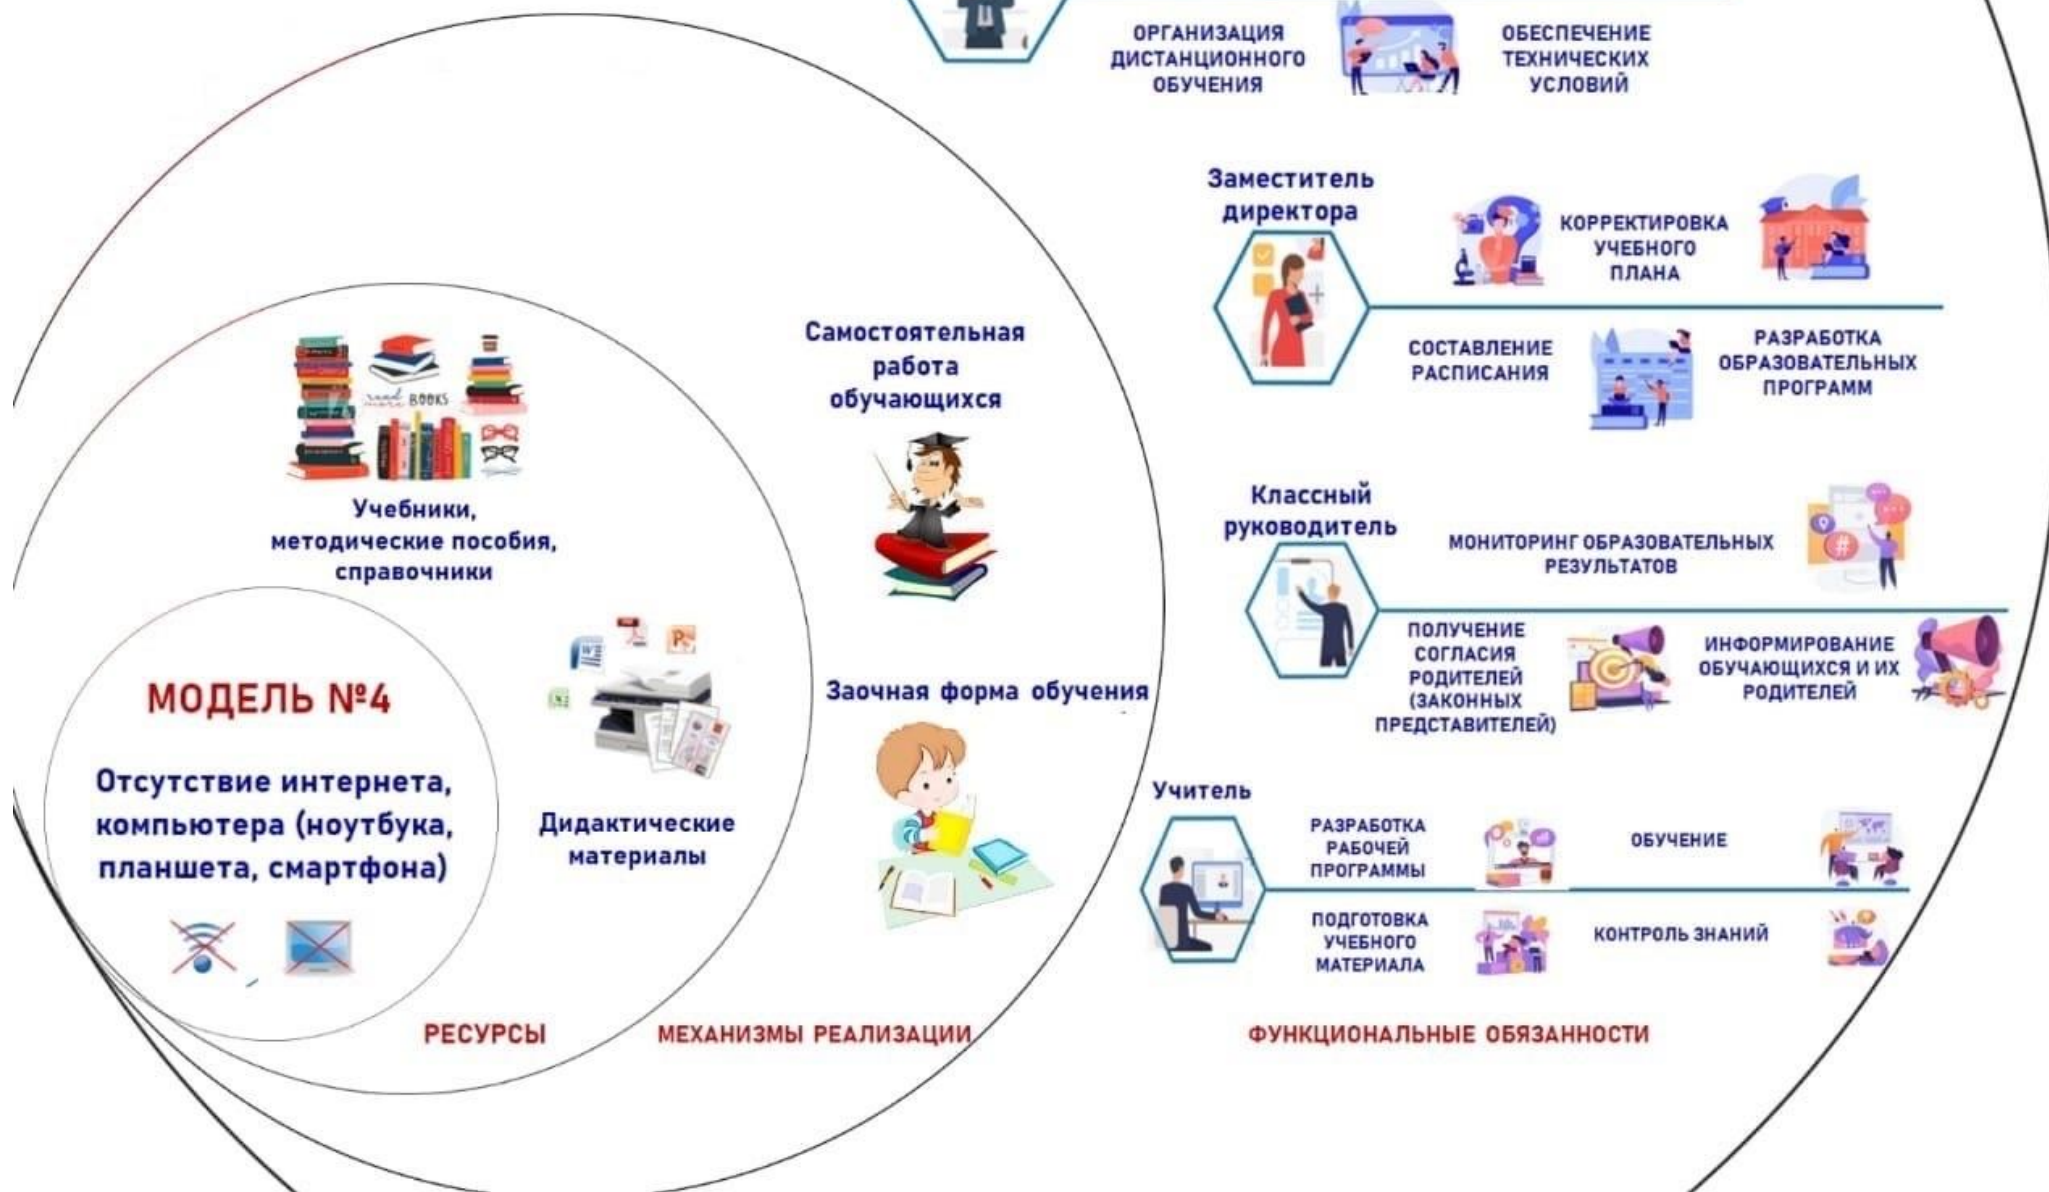 ОРГАНИЗАЦИЯ
ДИСТАНЦИОННОГО
ОБУЧЕНИЯ
ОБЕСПЕЧЕНИЕ
ТЕХНИЧЕСКИХ
УСЛОВИЙ
Заместитель
директора
КОРРЕКТИРОВКА
УЧЕБНОГО
ПЛАНА
СОСТАВЛЕНИЕ
РАСПИСАНИЯ
РАЗРАБОТКА
ОБРАЗОВАТЕЛЬНЫХ
ПРОГРАММ
Самостоятельная
работа
обучающихся
read
more BOOKS
Учебники,
методические пособия,
справочники
Классный
руководитель
МОНИТОРИНГ ОБРАЗОВАТЕЛЬНЫХ
РЕЗУЛЬТАТОВ
#
ПОЛУЧЕНИЕ
СОГЛАСИЯ
РОДИТЕЛЕЙ
(ЗАКОННЫХ
ПРЕДСТАВИТЕЛЕЙ)
ИНФОРМИРОВАНИЕ
ОБУЧАЮЩИХСЯ И ИХ
РОДИТЕЛЕЙ
МОДЕЛЬ №4
Отсутствие интернета,
компьютера (ноутбука,
планшета, смартфона)
Дидактические
материалы
Заочная форма обучения
Учитель
РАЗРАБОТКА
РАБОЧЕЙ
ПРОГРАММЫ
ОБУЧЕНИЕ
ПОДГОТОВКА
УЧЕБНОГО
МАТЕРИАЛА
КОНТРОЛЬ ЗНАНИЙ
РЕСУРСЫ
МЕХАНИЗМЫ РЕАЛИЗАЦИИ
ФУНКЦИОНАЛЬНЫЕ ОБЯЗАННОСТИ